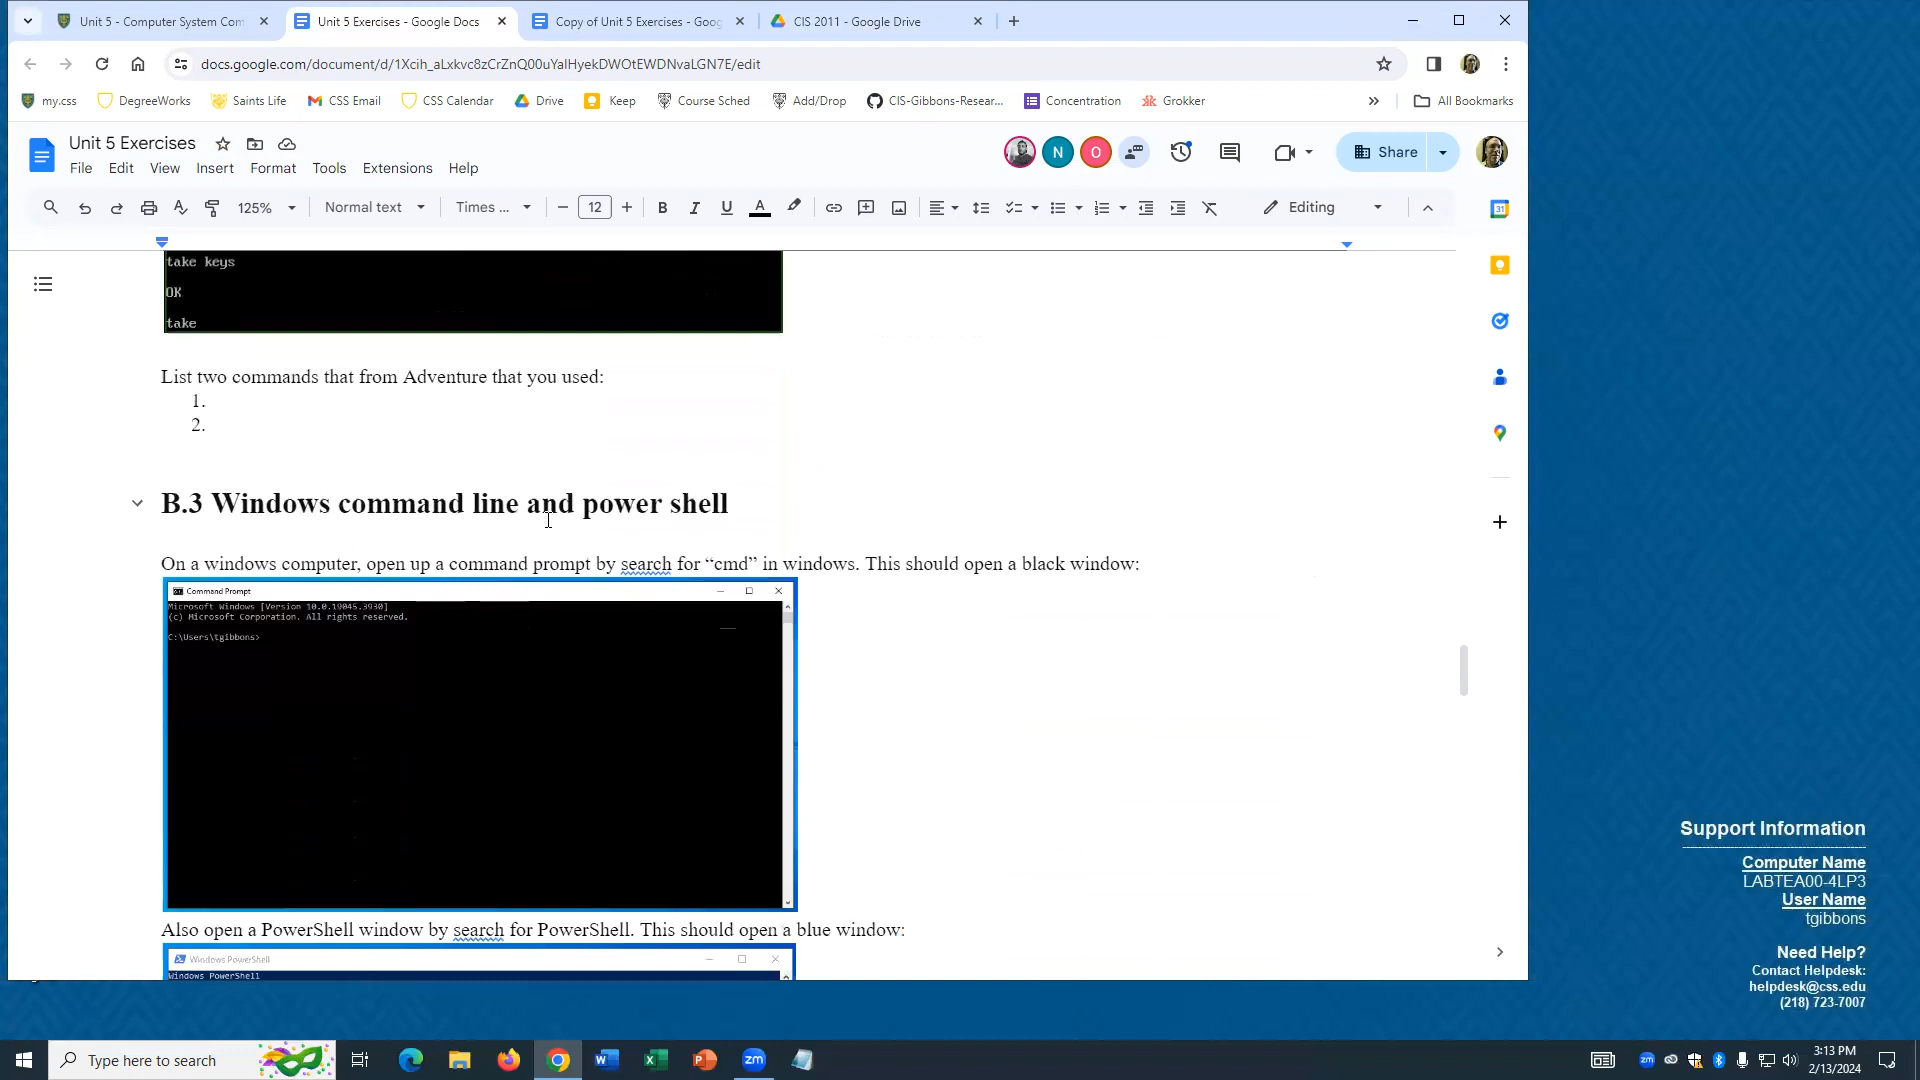 Unit 5 - Computer System Com
Unit 5 Exercises - Google Docs
Copy of Unit 5 Exercises - Goog
CIS 2011 - Google Drive
docs.google.com/document/d/1Xcih_aLxkvc8zCrZnQ00uYalHyekDWOtEWDNvaLGN7E/edit
my.css
DegreeWorks
Saints Life
CSS Email
CSS Calendar
Drive
Keep
Course Sched
Add/Drop
CIS-Gibbons-Resear...
Concentration
Grokker
All Bookmarks
Unit 5 Exercises
N
O
Share
File Edit View Insert Format Tools Extensions Help
125%
Normal text
Times ...
12
B I U A
Editing
31
take keys
OK
take
List two commands that from Adventure that you used:
1.
2.
B.3 Windows command line and power shell
On a windows computer, open up a command prompt by search for “cmd” in windows. This should open a black window:
Command Prompt
Microsoft Windows [Version 10.0.19045.3930]
(c) Microsoft Corporation. All rights reserved.
C:\Users\tgibbons>
Also open a PowerShell window by search for PowerShell. This should open a blue window:
Windows PowerShell
Windows PowerShell
Support Information
Computer Name
LABTEA00-4LP3
User Name
tgibbons
Need Help?
Contact Helpdesk:
helpdesk@css.edu
(218) 723-7007
Type here to search
zm
zm
3:13 PM
2/13/2024